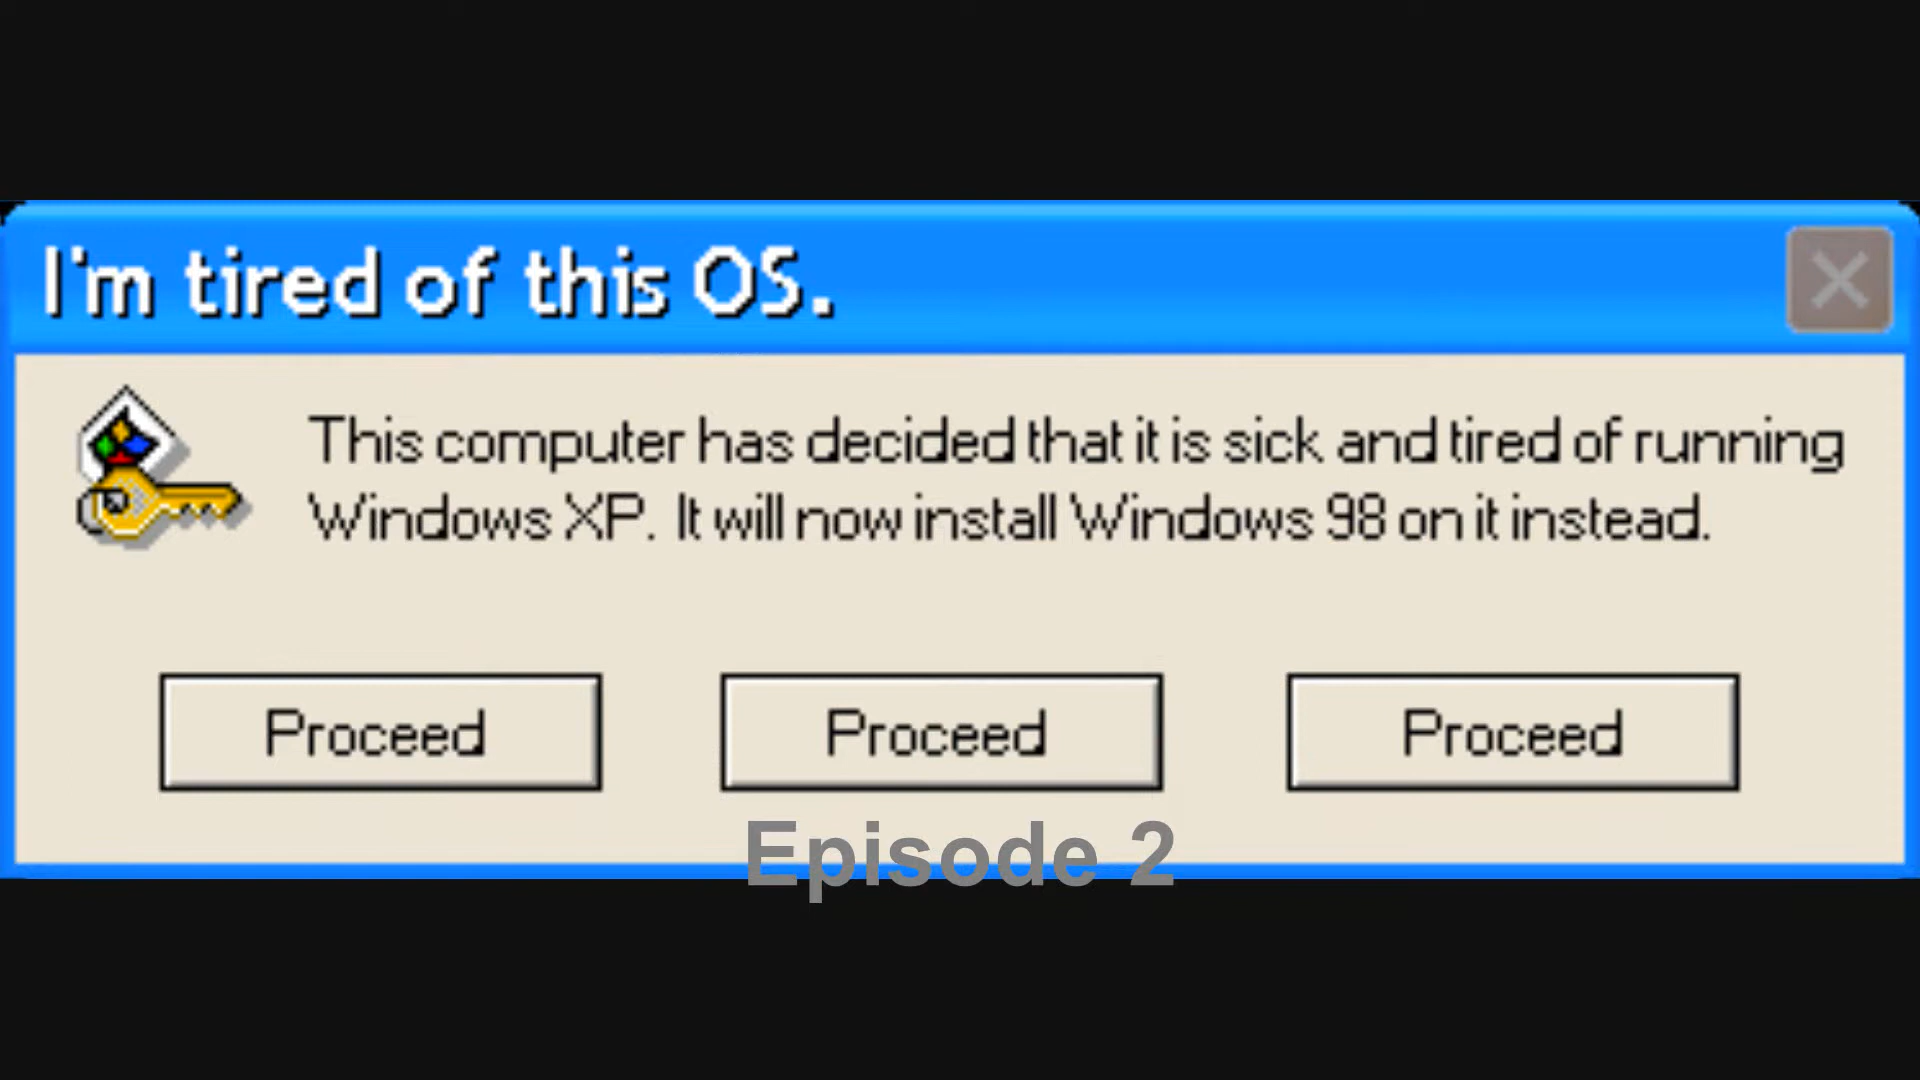 I'm tired of this OS.
This computer has decided that it is sick and tired of running
Windows XP. It will now install Windows 98 on it instead.
Proceed Proceed Proceed
Episode 2